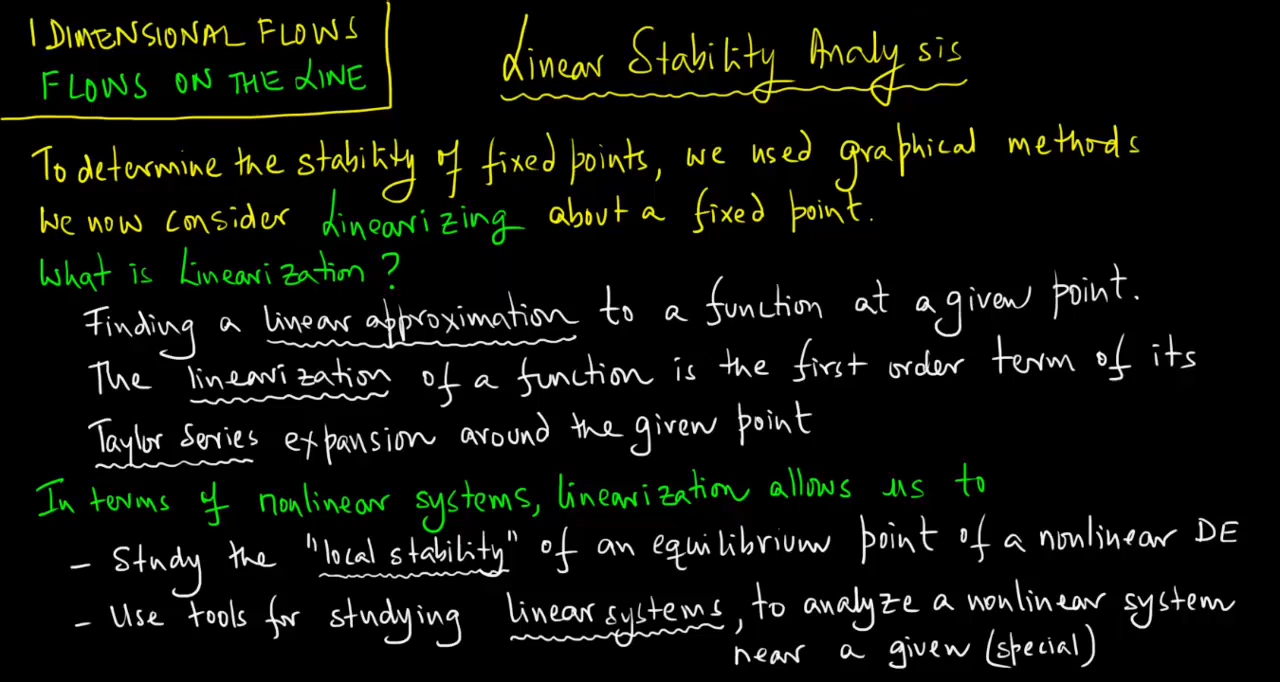 1 DIMENSIONAL FLOWS
FLOWS ON THE LINE
Linear Stability Analysis
To determine the stability of fixed points, we used graphical methods
We now consider Linearizing about a fixed point.
What is Linearization?
Finding a linear approximation to a function at a given point.
The linearization of a function is the first order term of its
Taylor Series expansion around the given point
In terms of nonlinear systems, linearization allows us to
- Study the "local stability" of an equilibrium point of a nonlinear DE
- Use tools for studying linear systems, to analyze a nonlinear system
near a given (special)